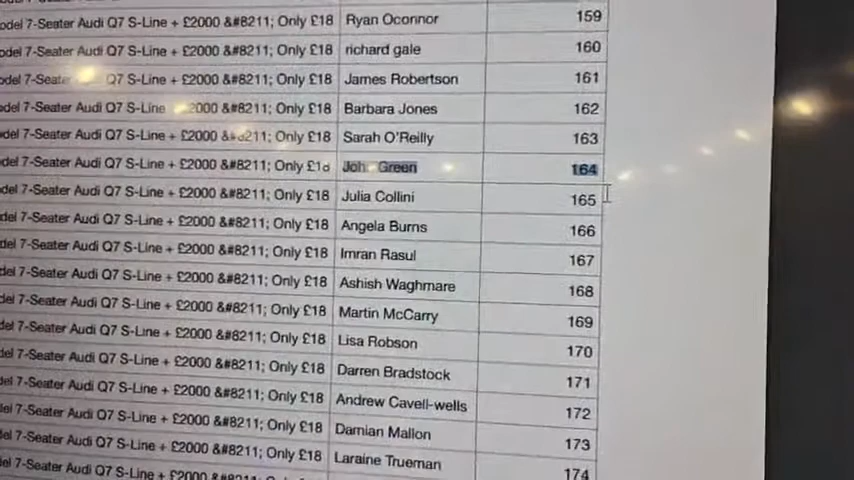 odel 7-Seater Audi Q7 S-Line + £2000 &#8211; Only £18 Ryan Oconnor 159
odel 7-Seater Audi Q7 S-Line + £2000 &#8211; Only £18 richard gale 160
odel 7-Seater Audi Q7 S-Line + £2000 &#8211; Only £18 James Robertson 161
odel 7-Seater Audi Q7 S-Line + £2000 &#8211; Only £18 Barbara Jones 162
odel 7-Seater Audi Q7 S-Line + £2000 &#8211; Only £18 Sarah O'Reilly 163
odel 7-Seater Audi Q7 S-Line + £2000 &#8211; Only £18 John Green 164
del 7-Seater Audi Q7 S-Line + £2000 &#8211; Only £18 Julia Collini 165
del 7-Seater Audi Q7 S-Line + £2000 &#8211; Only £18 Angela Burns 166
del 7-Seater Audi Q7 S-Line + £2000 &#8211; Only £18 Imran Rasul 167
del 7-Seater Audi Q7 S-Line + £2000 &#8211; Only £18 Ashish Waghmare 168
del 7-Seater Audi Q7 S-Line + £2000 &#8211; Only £18 Martin McCarry 169
del 7-Seater Audi Q7 S-Line + £2000 &#8211; Only £18 Lisa Robson 170
del 7-Seater Audi Q7 S-Line + £2000 &#8211; Only £18 Darren Bradstock 171
el 7-Seater Audi Q7 S-Line + £2000 &#8211; Only £18 Andrew Cavell-wells 172
el 7-Seater Audi Q7 S-Line + £2000 &#8211; Only £18 Damian Mallon 173
el 7-Seater Audi Q7 S-Line + £2000 &#8211; Only £18 Laraine Trueman 174